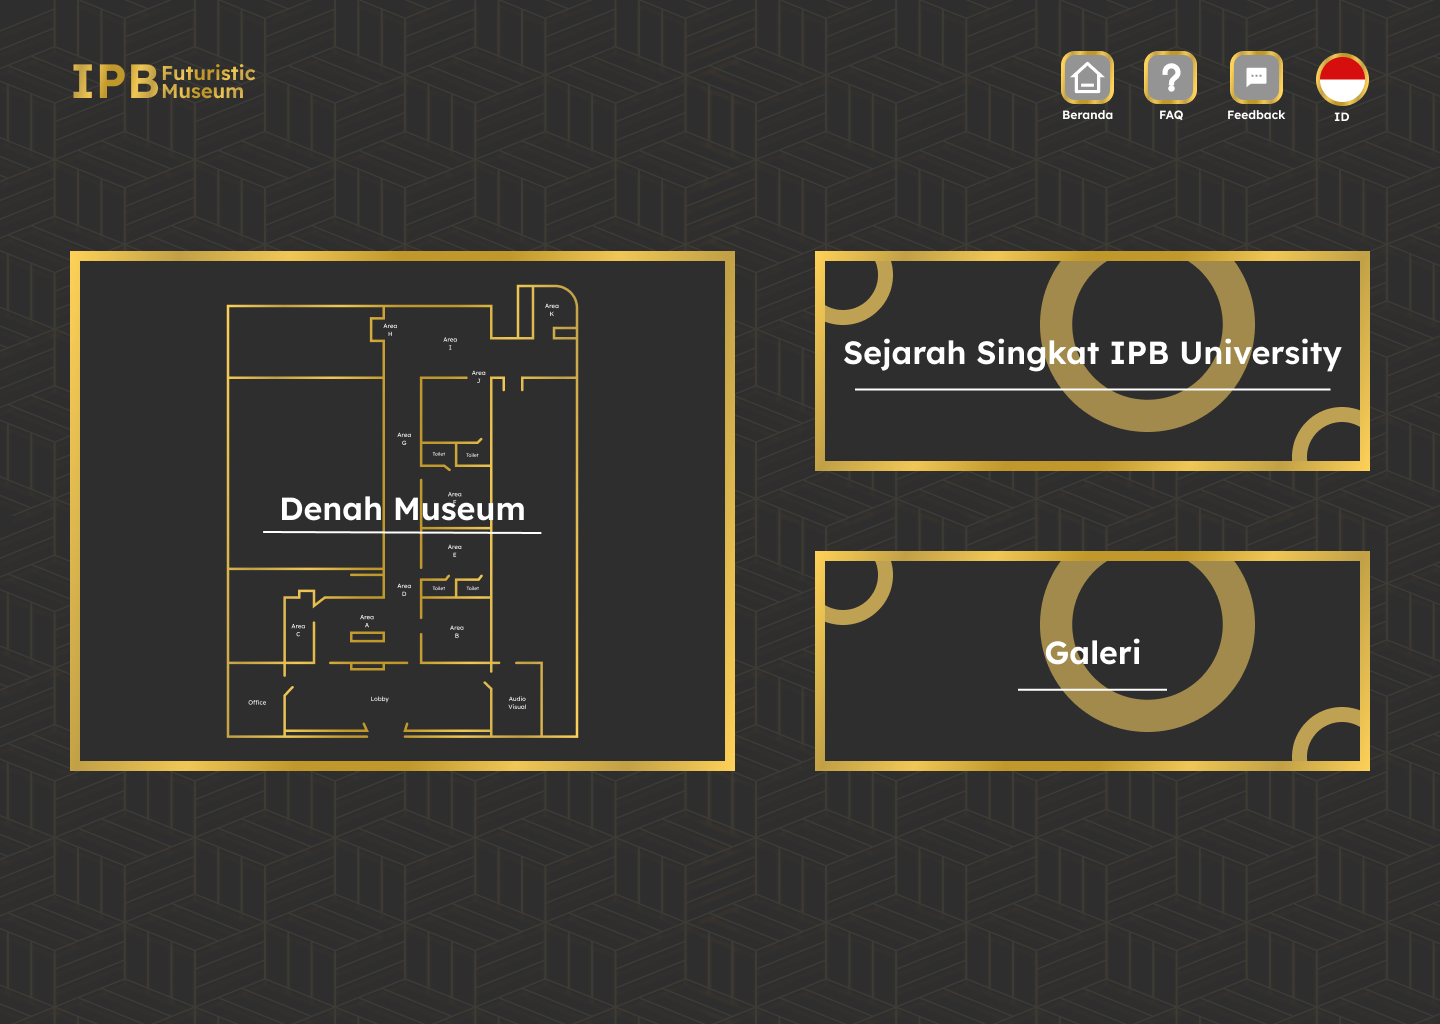 IPB Futuristic
Museum
Beranda
FAQ
Feedback
ID
Area
K
Area
H
Area
I
Area
J
Area
G
Toilet
Toilet
Area
Denah Museum
Area
E
Toilet
Toilet
Area
D
Area
A
Area
C
Area
B
Office
Lobby
Audio
Visual
Sejarah Singkat IPB University
Galeri